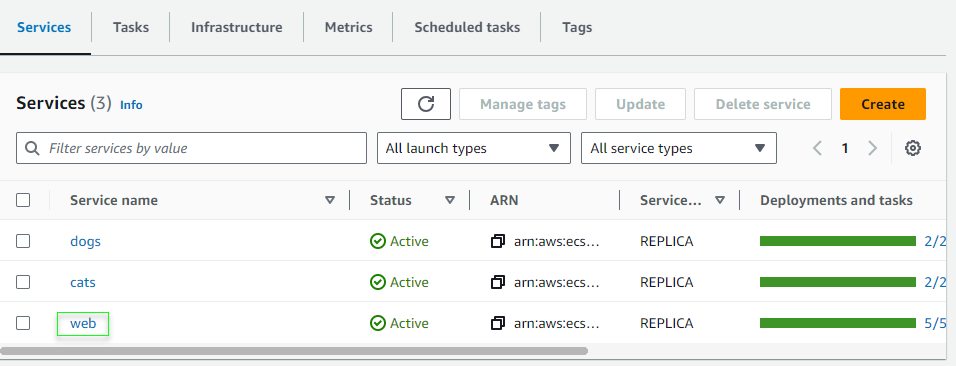 Services Tasks Infrastructure Metrics Scheduled tasks Tags
Services (3) Info Manage tags Update Delete service Create
Filter services by value All launch types All service types 1
Service name Status ARN Service... Deployments and tasks
dogs Active arn:aws:ecs... REPLICA 2/2
cats Active arn:aws:ecs... REPLICA 2/2
web Active arn:aws:ecs... REPLICA 5/5